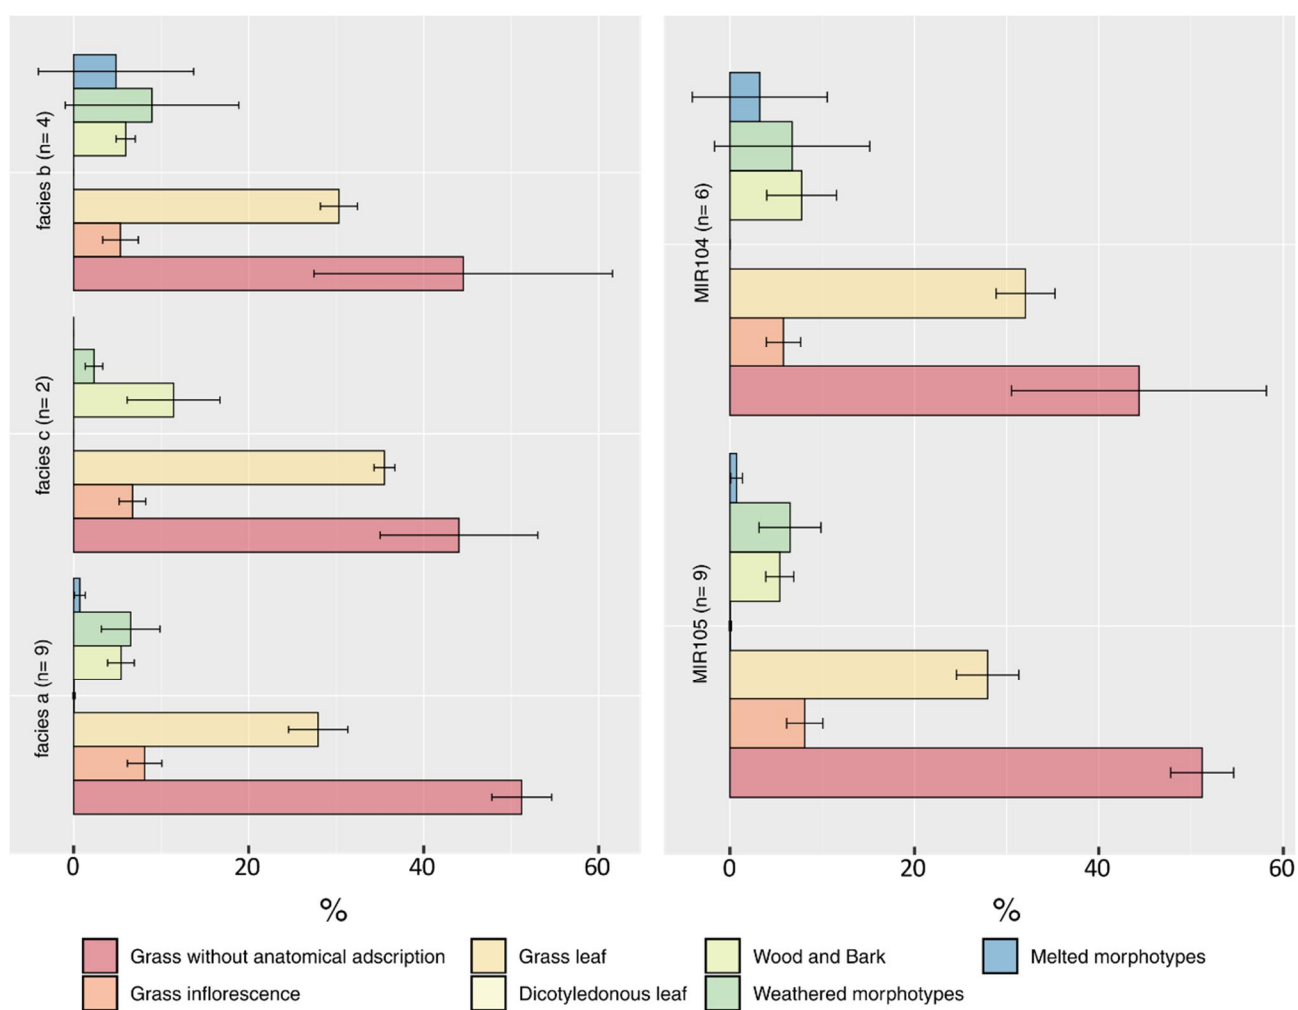 facies b (n= 4)
facies c (n= 2)
facies a (n= 9)
0 20 40 60
%
MIR104 (n= 6)
MIR105 (n= 9)
0 20 40 60
%
Grass without anatomical adscription
Grass leaf
Wood and Bark
Melted morphotypes
Grass inflorescence
Dicotyledonous leaf
Weathered morphotypes